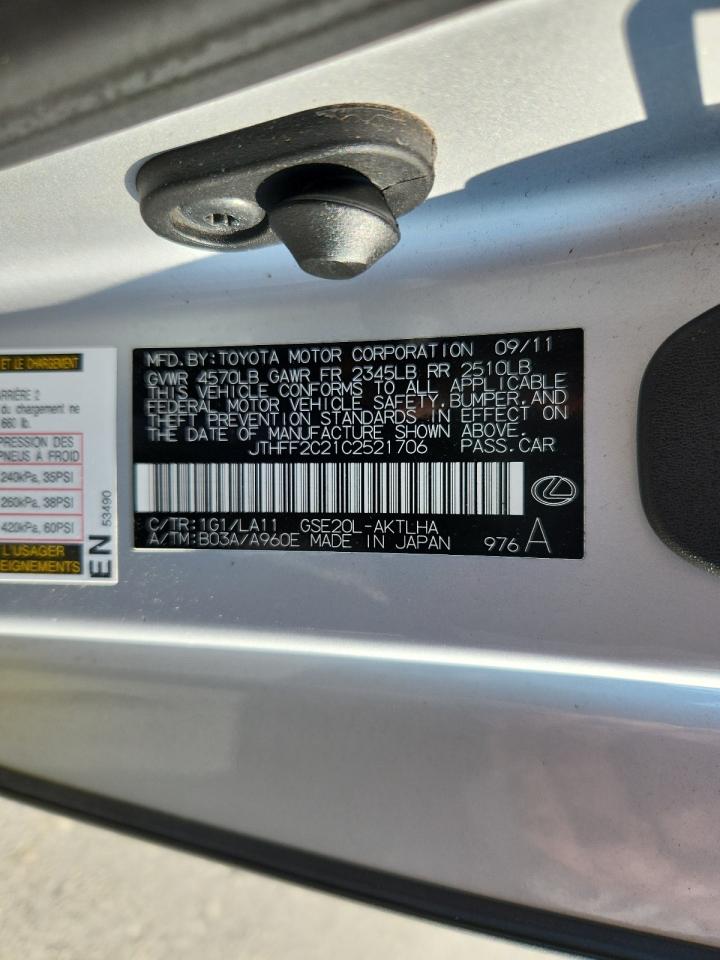 MFD. BY: TOYOTA MOTOR CORPORATION 09/11
GVWR 4570LB GAWR FR 2345LB RR 2510LB
THIS VEHICLE CONFORMS TO ALL APPLICABLE
FEDERAL MOTOR VEHICLE SAFETY, BUMPER, AND
THEFT PREVENTION STANDARDS IN EFFECT ON
THE DATE OF MANUFACTURE SHOWN ABOVE.
JTHFF2C21C2521706 PASS. CAR
C/TR: 1G1/LA11 GSE20L-AKTLHA
A/TM: B03A/A960E MADE IN JAPAN 976 A
ET LE CHARGEMENT
ARRIÈRE 2
du chargement ne
660 lb.
PRESSION DES
PNEUS A FROID
240kPa, 35PSI
260kPa, 38PSI
420kPa, 60PSI
L'USAGER
EN
53490